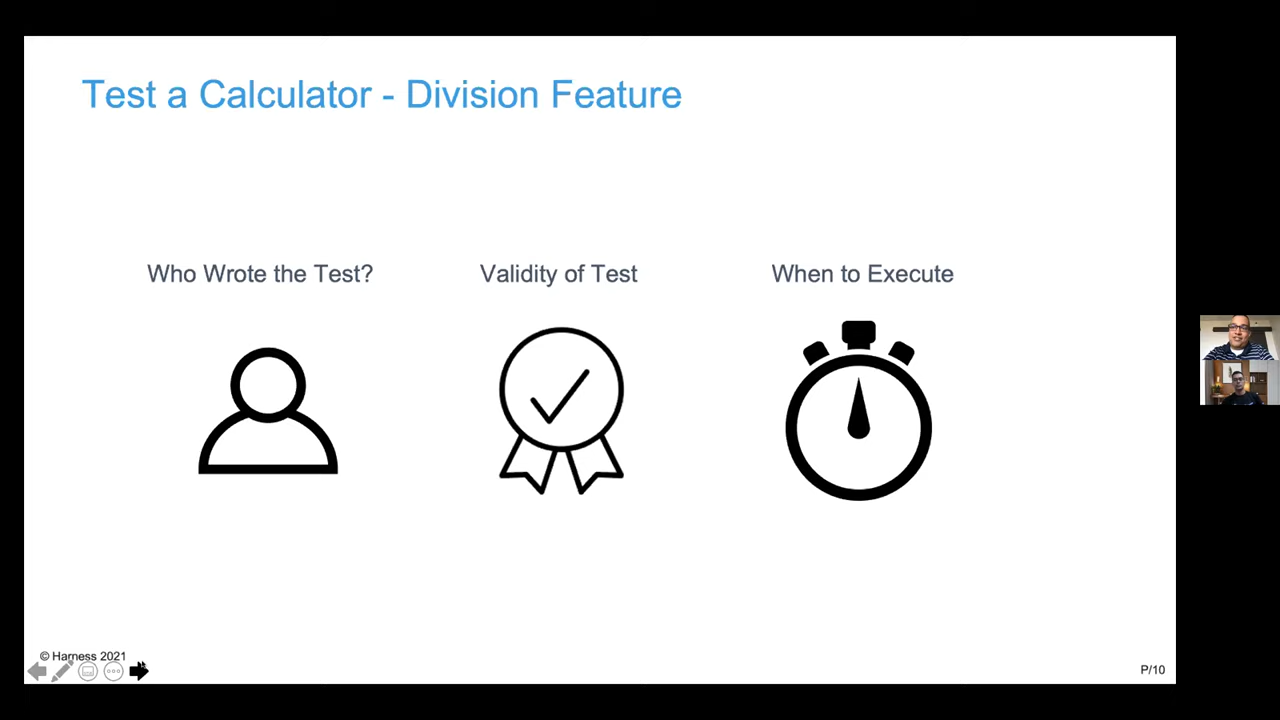 Test a Calculator - Division Feature
Who Wrote the Test?
Validity of Test
When to Execute
© Harness 2021
P/10